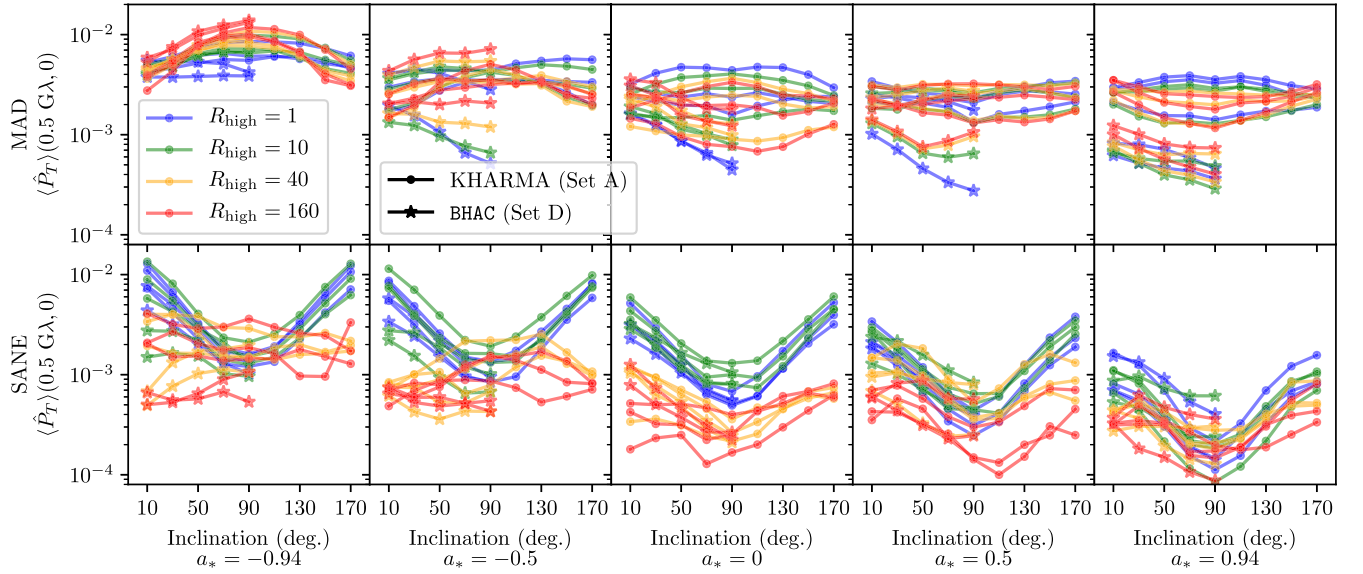 MAD
⟨P̂_T⟩(0.5 Gλ, 0)
10⁻²
10⁻³
10⁻⁴
R_high = 1
R_high = 10
R_high = 40
R_high = 160
KHARMA (Set A)
BHAC (Set D)
SANE
⟨P̂_T⟩(0.5 Gλ, 0)
10⁻²
10⁻³
10⁻⁴
10 50 90 130 170 10 50 90 130 170 10 50 90 130 170 10 50 90 130 170 10 50 90 130 170
Inclination (deg.) Inclination (deg.) Inclination (deg.) Inclination (deg.) Inclination (deg.)
a_* = −0.94 a_* = −0.5 a_* = 0 a_* = 0.5 a_* = 0.94